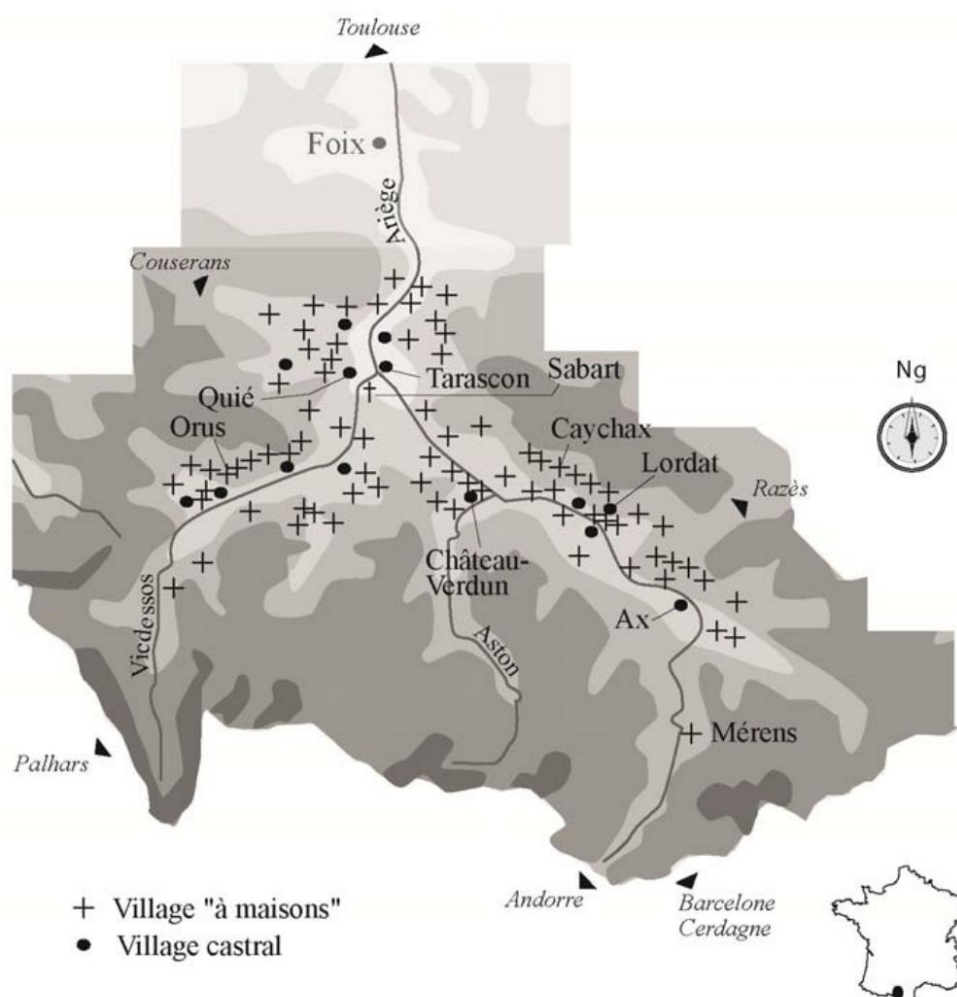 Toulouse
Foix
Ariège
Couserans
Sabart
Tarascon
Quié
Orus
Caychax
Lordat
Ng
Razès
Château-
Verdun
Ax
Vicdessos
Aston
Mérens
Palhars
Andorre
Barcelone
Cerdagne
Village "à maisons"
Village castral